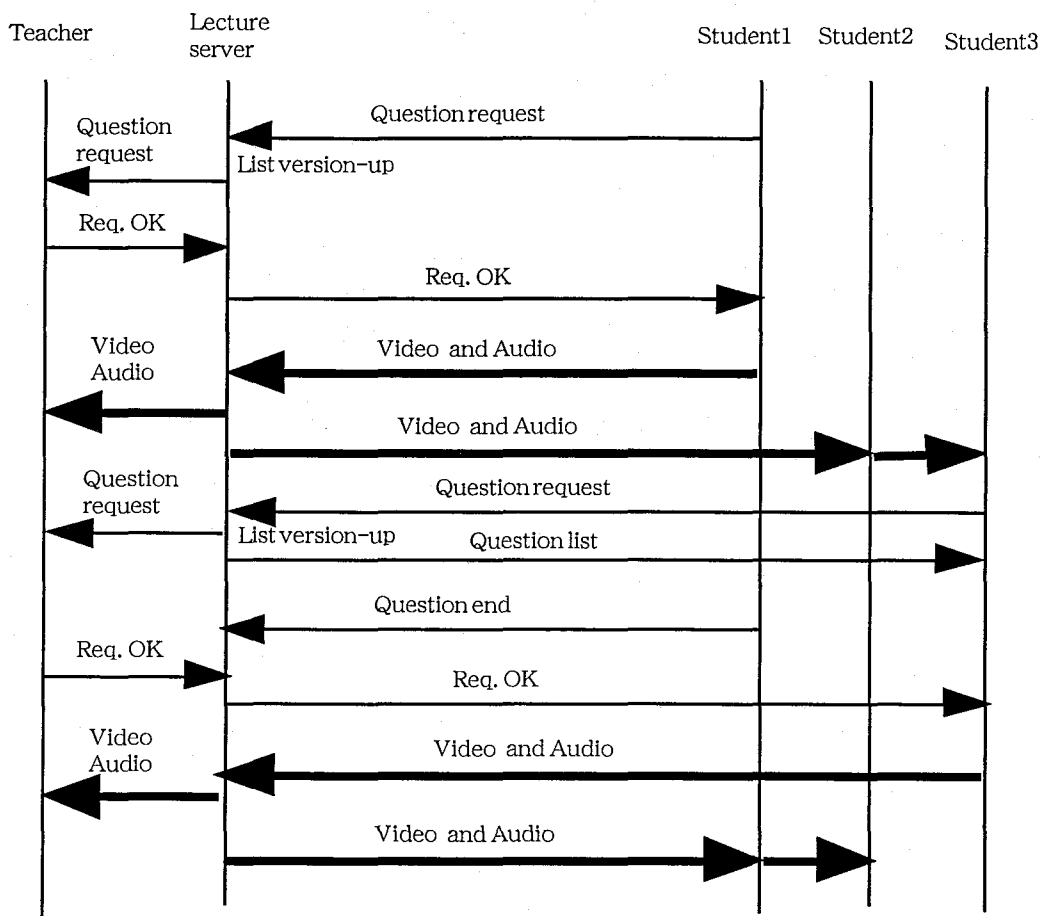 Teacher
Lecture
server
Student1
Student2
Student3
Question request
Question
request
List version-up
Req. OK
Req. OK
Video and Audio
Video
Audio
Video and Audio
Question request
Question
request
List version-up
Question list
Question end
Req. OK
Req. OK
Video and Audio
Video
Audio
Video and Audio